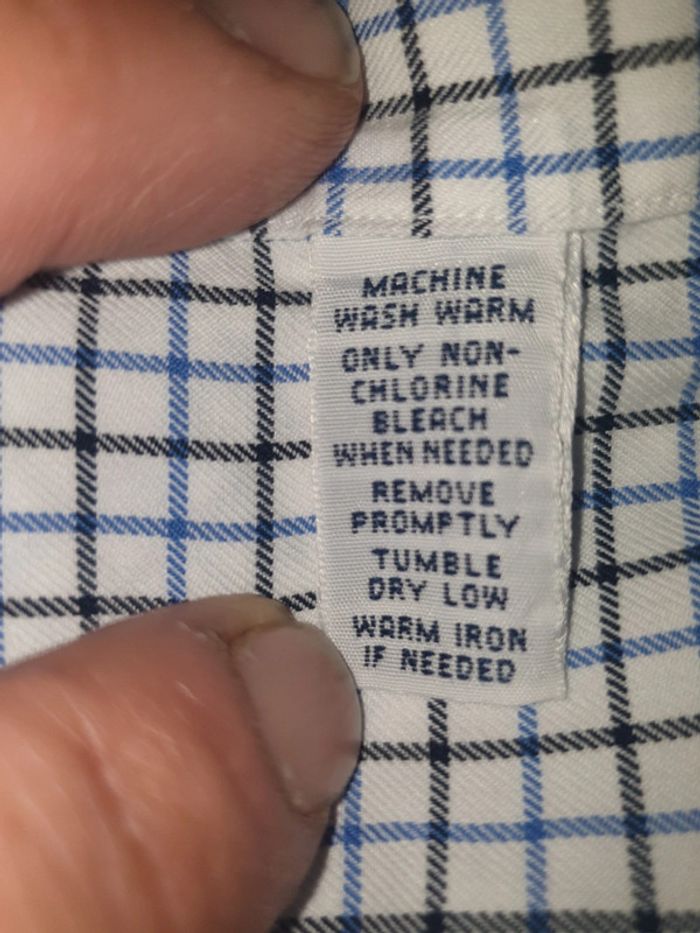 MACHINE
WASH WARM
ONLY NON-
CHLORINE
BLEACH
WHEN NEEDED
REMOVE
PROMPTLY
TUMBLE
DRY LOW
WARM IRON
IF NEEDED